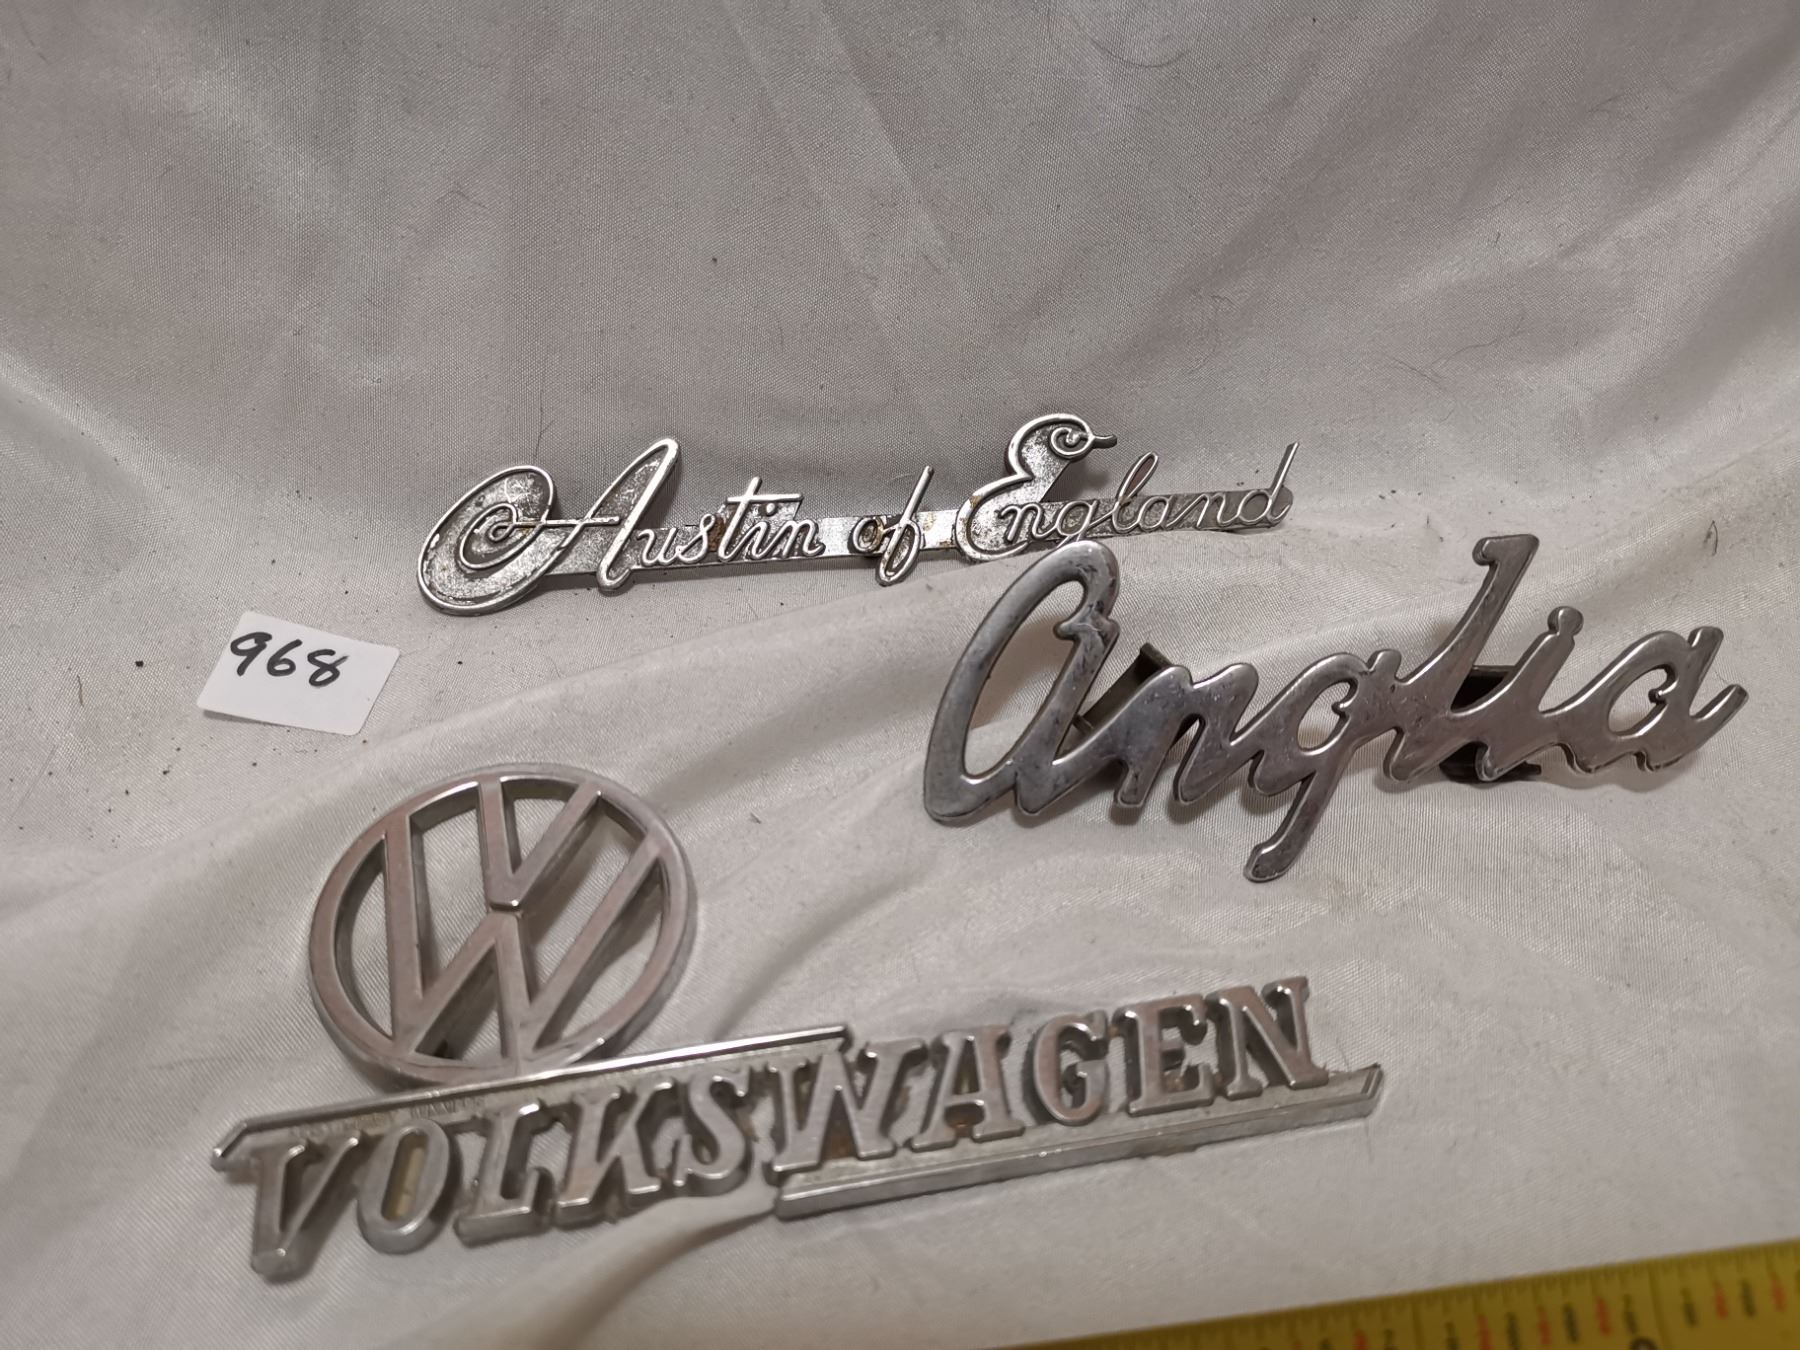 Austin of England
Anglia
968
VW
VOLKSWAGEN